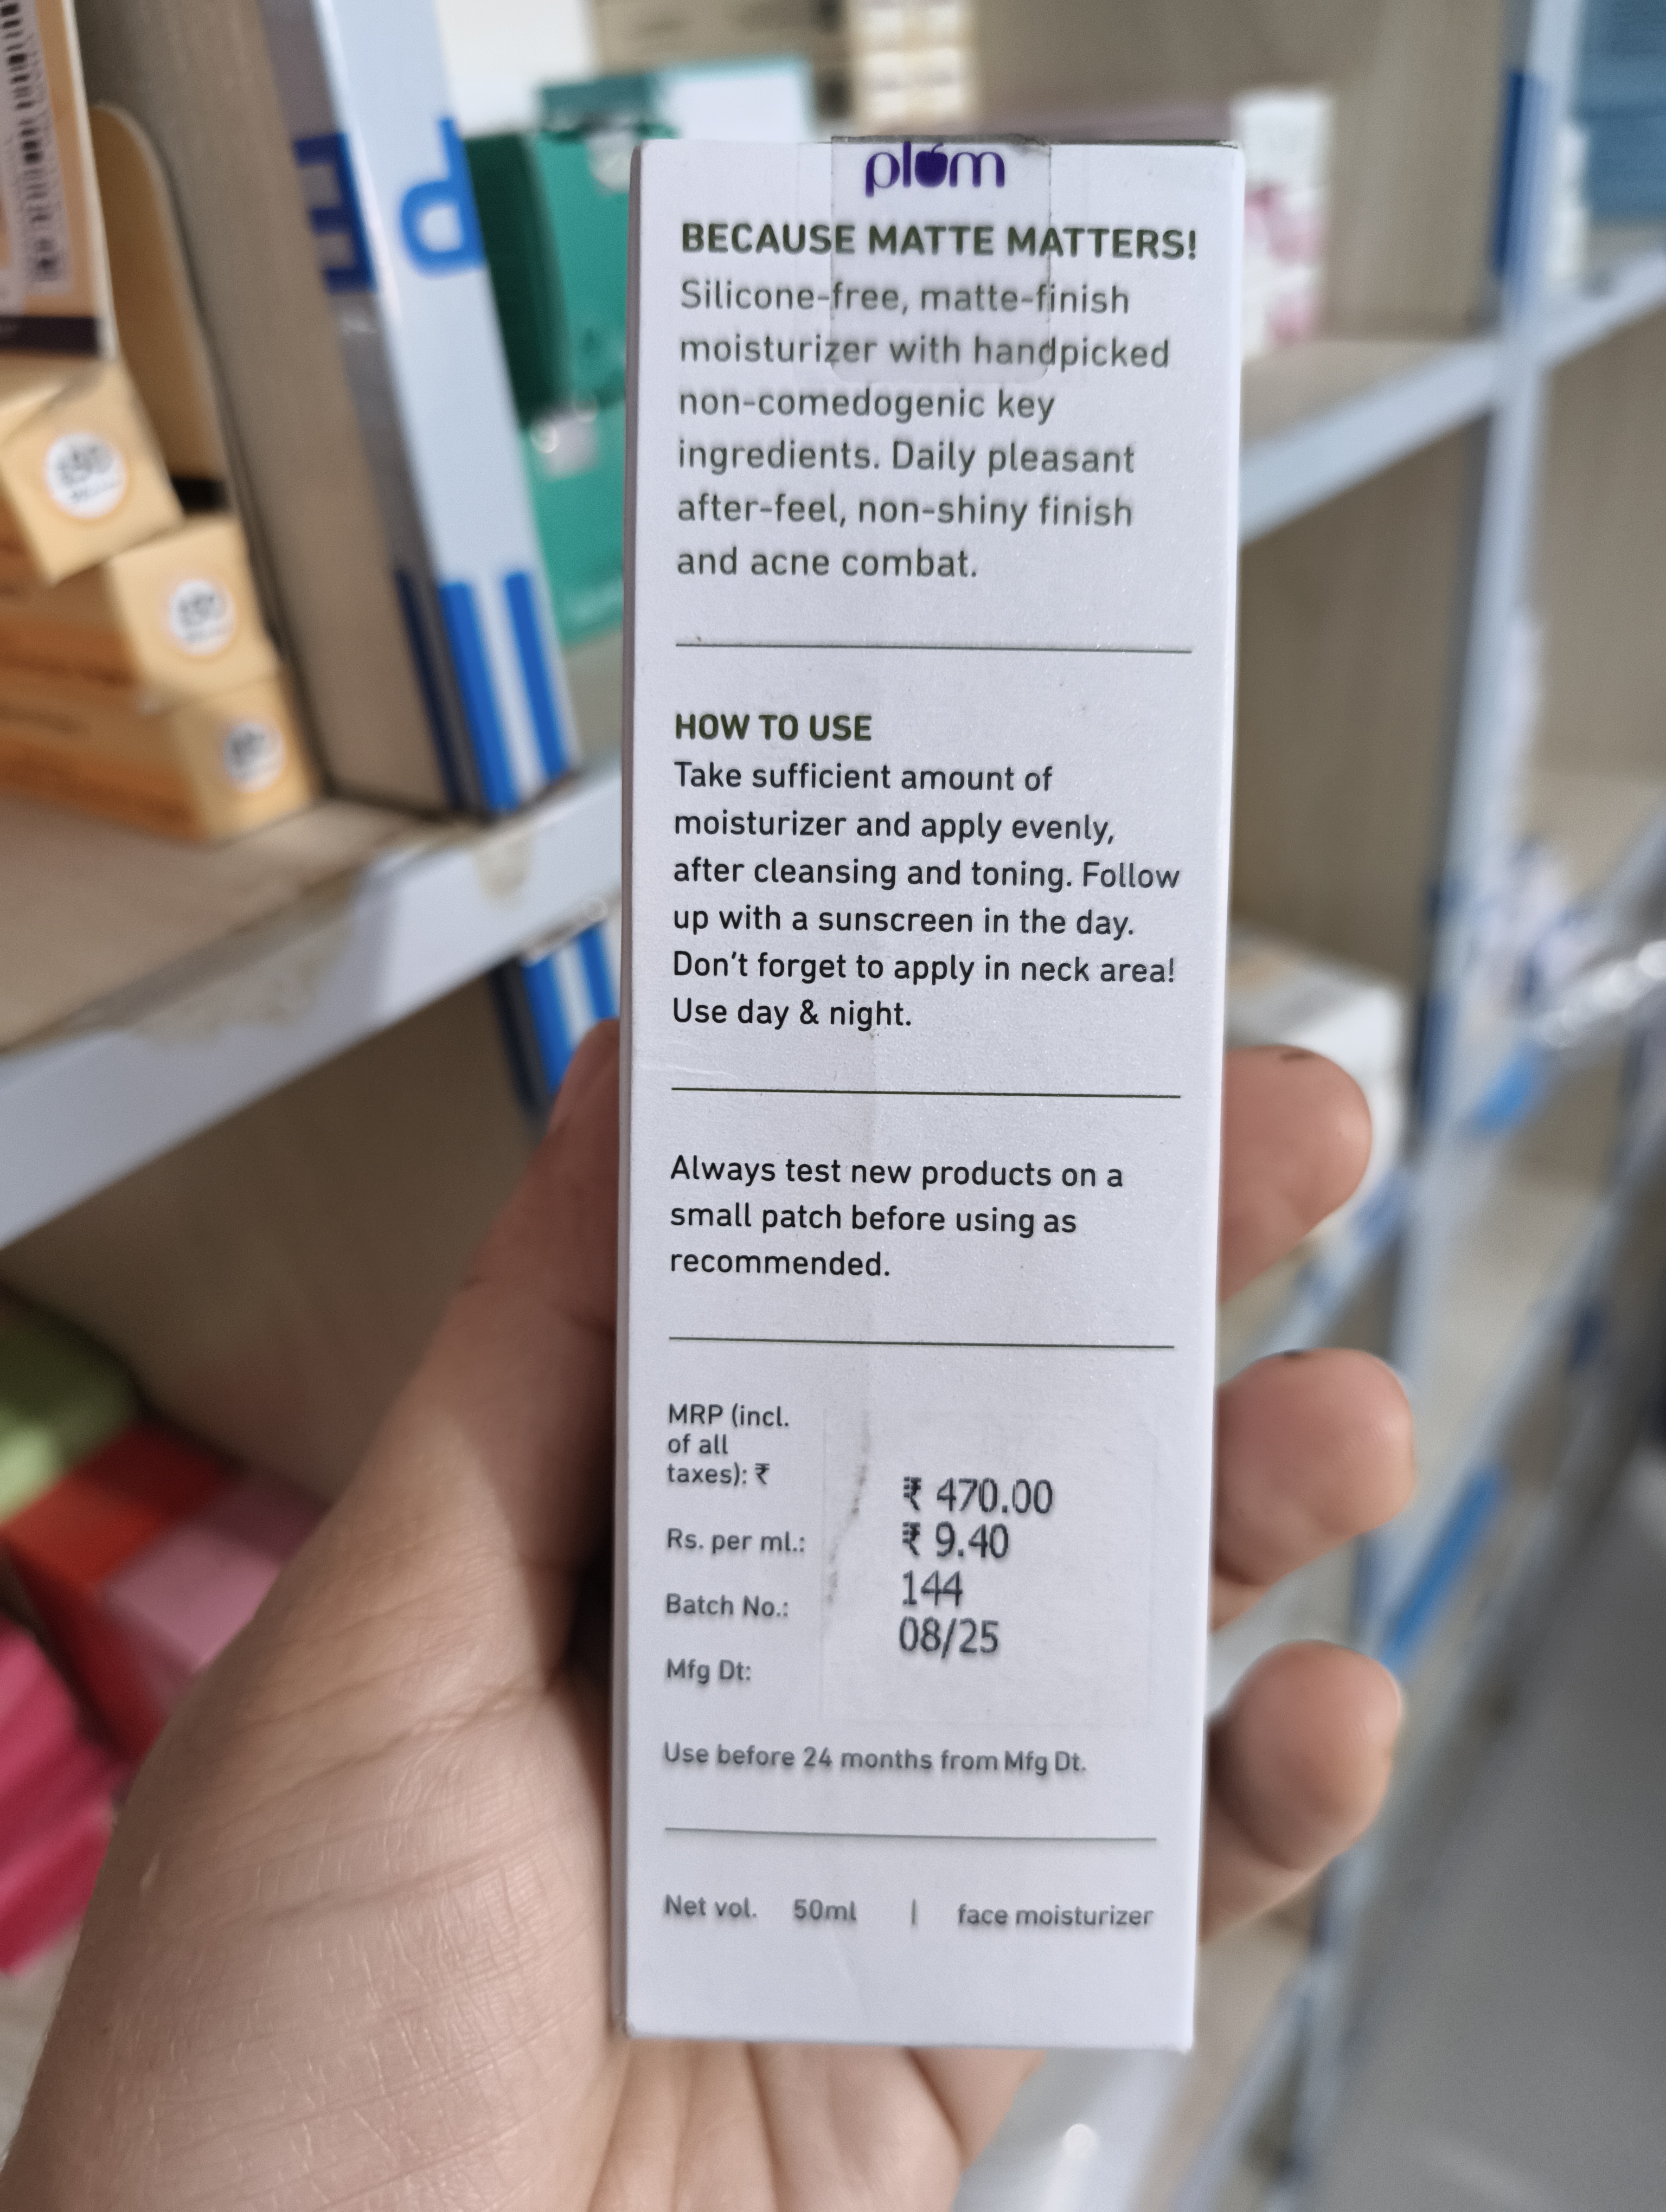 plum
BECAUSE MATTE MATTERS!
Silicone-free, matte-finish
moisturizer with handpicked
non-comedogenic key
ingredients. Daily pleasant
after-feel, non-shiny finish
and acne combat.
HOW TO USE
Take sufficient amount of
moisturizer and apply evenly,
after cleansing and toning. Follow
up with a sunscreen in the day.
Don't forget to apply in neck area!
Use day & night.
Always test new products on a
small patch before using as
recommended.
MRP (incl.
of all
taxes): ₹
₹ 470.00
Rs. per ml.:
₹ 9.40
Batch No.:
144
Mfg Dt:
08/25
Use before 24 months from Mfg Dt.
Net vol. 50ml | face moisturizer